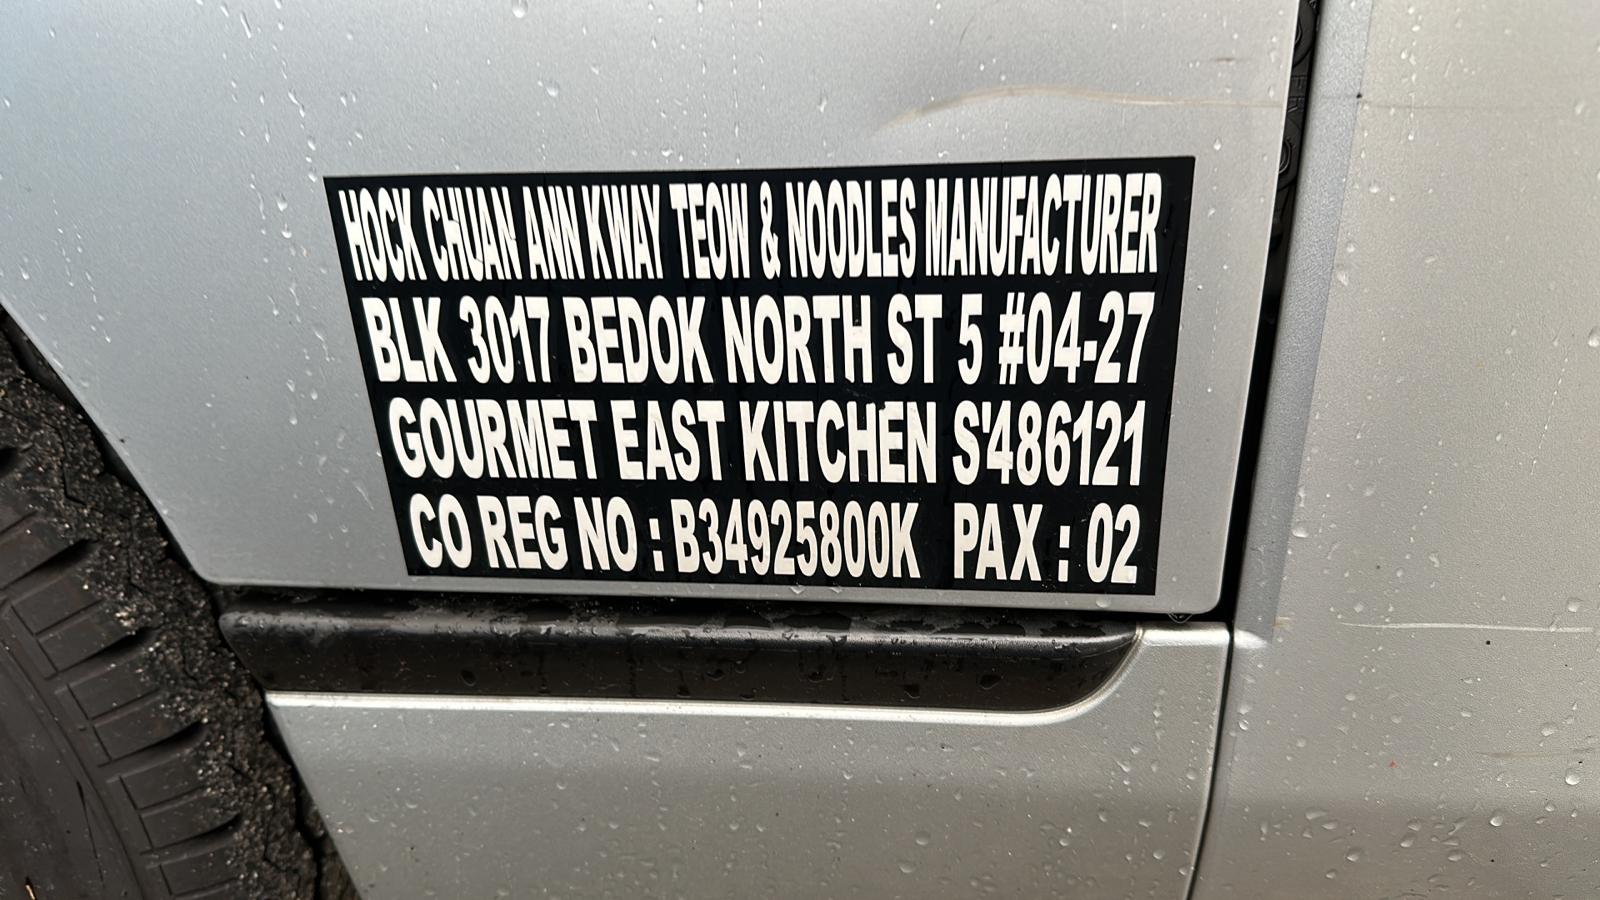 HOCK CHUAN ANN KWAY TEOW & NOODLES MANUFACTURER
BLK 3017 BEDOK NORTH ST 5 #04-27
GOURMET EAST KITCHEN S'486121
CO REG NO : B34925800K PAX : 02